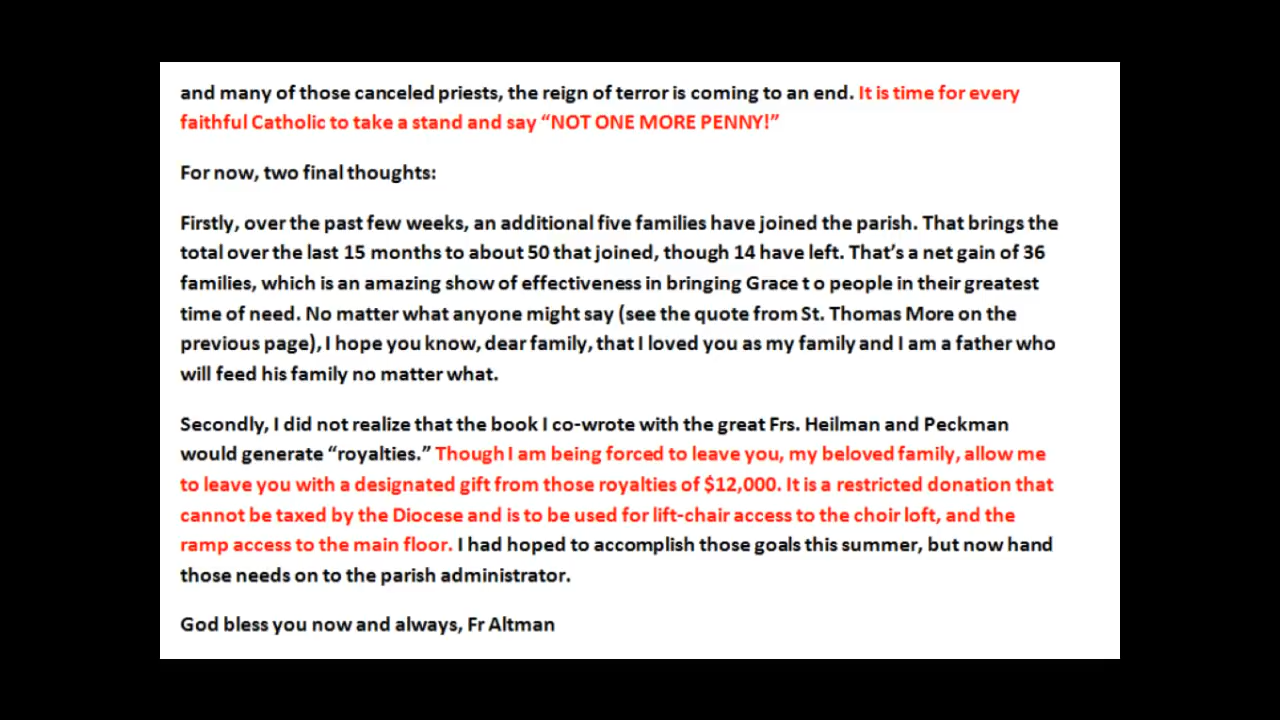 and many of those canceled priests, the reign of terror is coming to an end. It is time for every
faithful Catholic to take a stand and say “NOT ONE MORE PENNY!”
For now, two final thoughts:
Firstly, over the past few weeks, an additional five families have joined the parish. That brings the
total over the last 15 months to about 50 that joined, though 14 have left. That’s a net gain of 36
families, which is an amazing show of effectiveness in bringing Grace t o people in their greatest
time of need. No matter what anyone might say (see the quote from St. Thomas More on the
previous page), I hope you know, dear family, that I loved you as my family and I am a father who
will feed his family no matter what.
Secondly, I did not realize that the book I co-wrote with the great Frs. Heilman and Peckman
would generate “royalties.” Though I am being forced to leave you, my beloved family, allow me
to leave you with a designated gift from those royalties of $12,000. It is a restricted donation that
cannot be taxed by the Diocese and is to be used for lift-chair access to the choir loft, and the
ramp access to the main floor. I had hoped to accomplish those goals this summer, but now hand
those needs on to the parish administrator.
God bless you now and always, Fr Altman